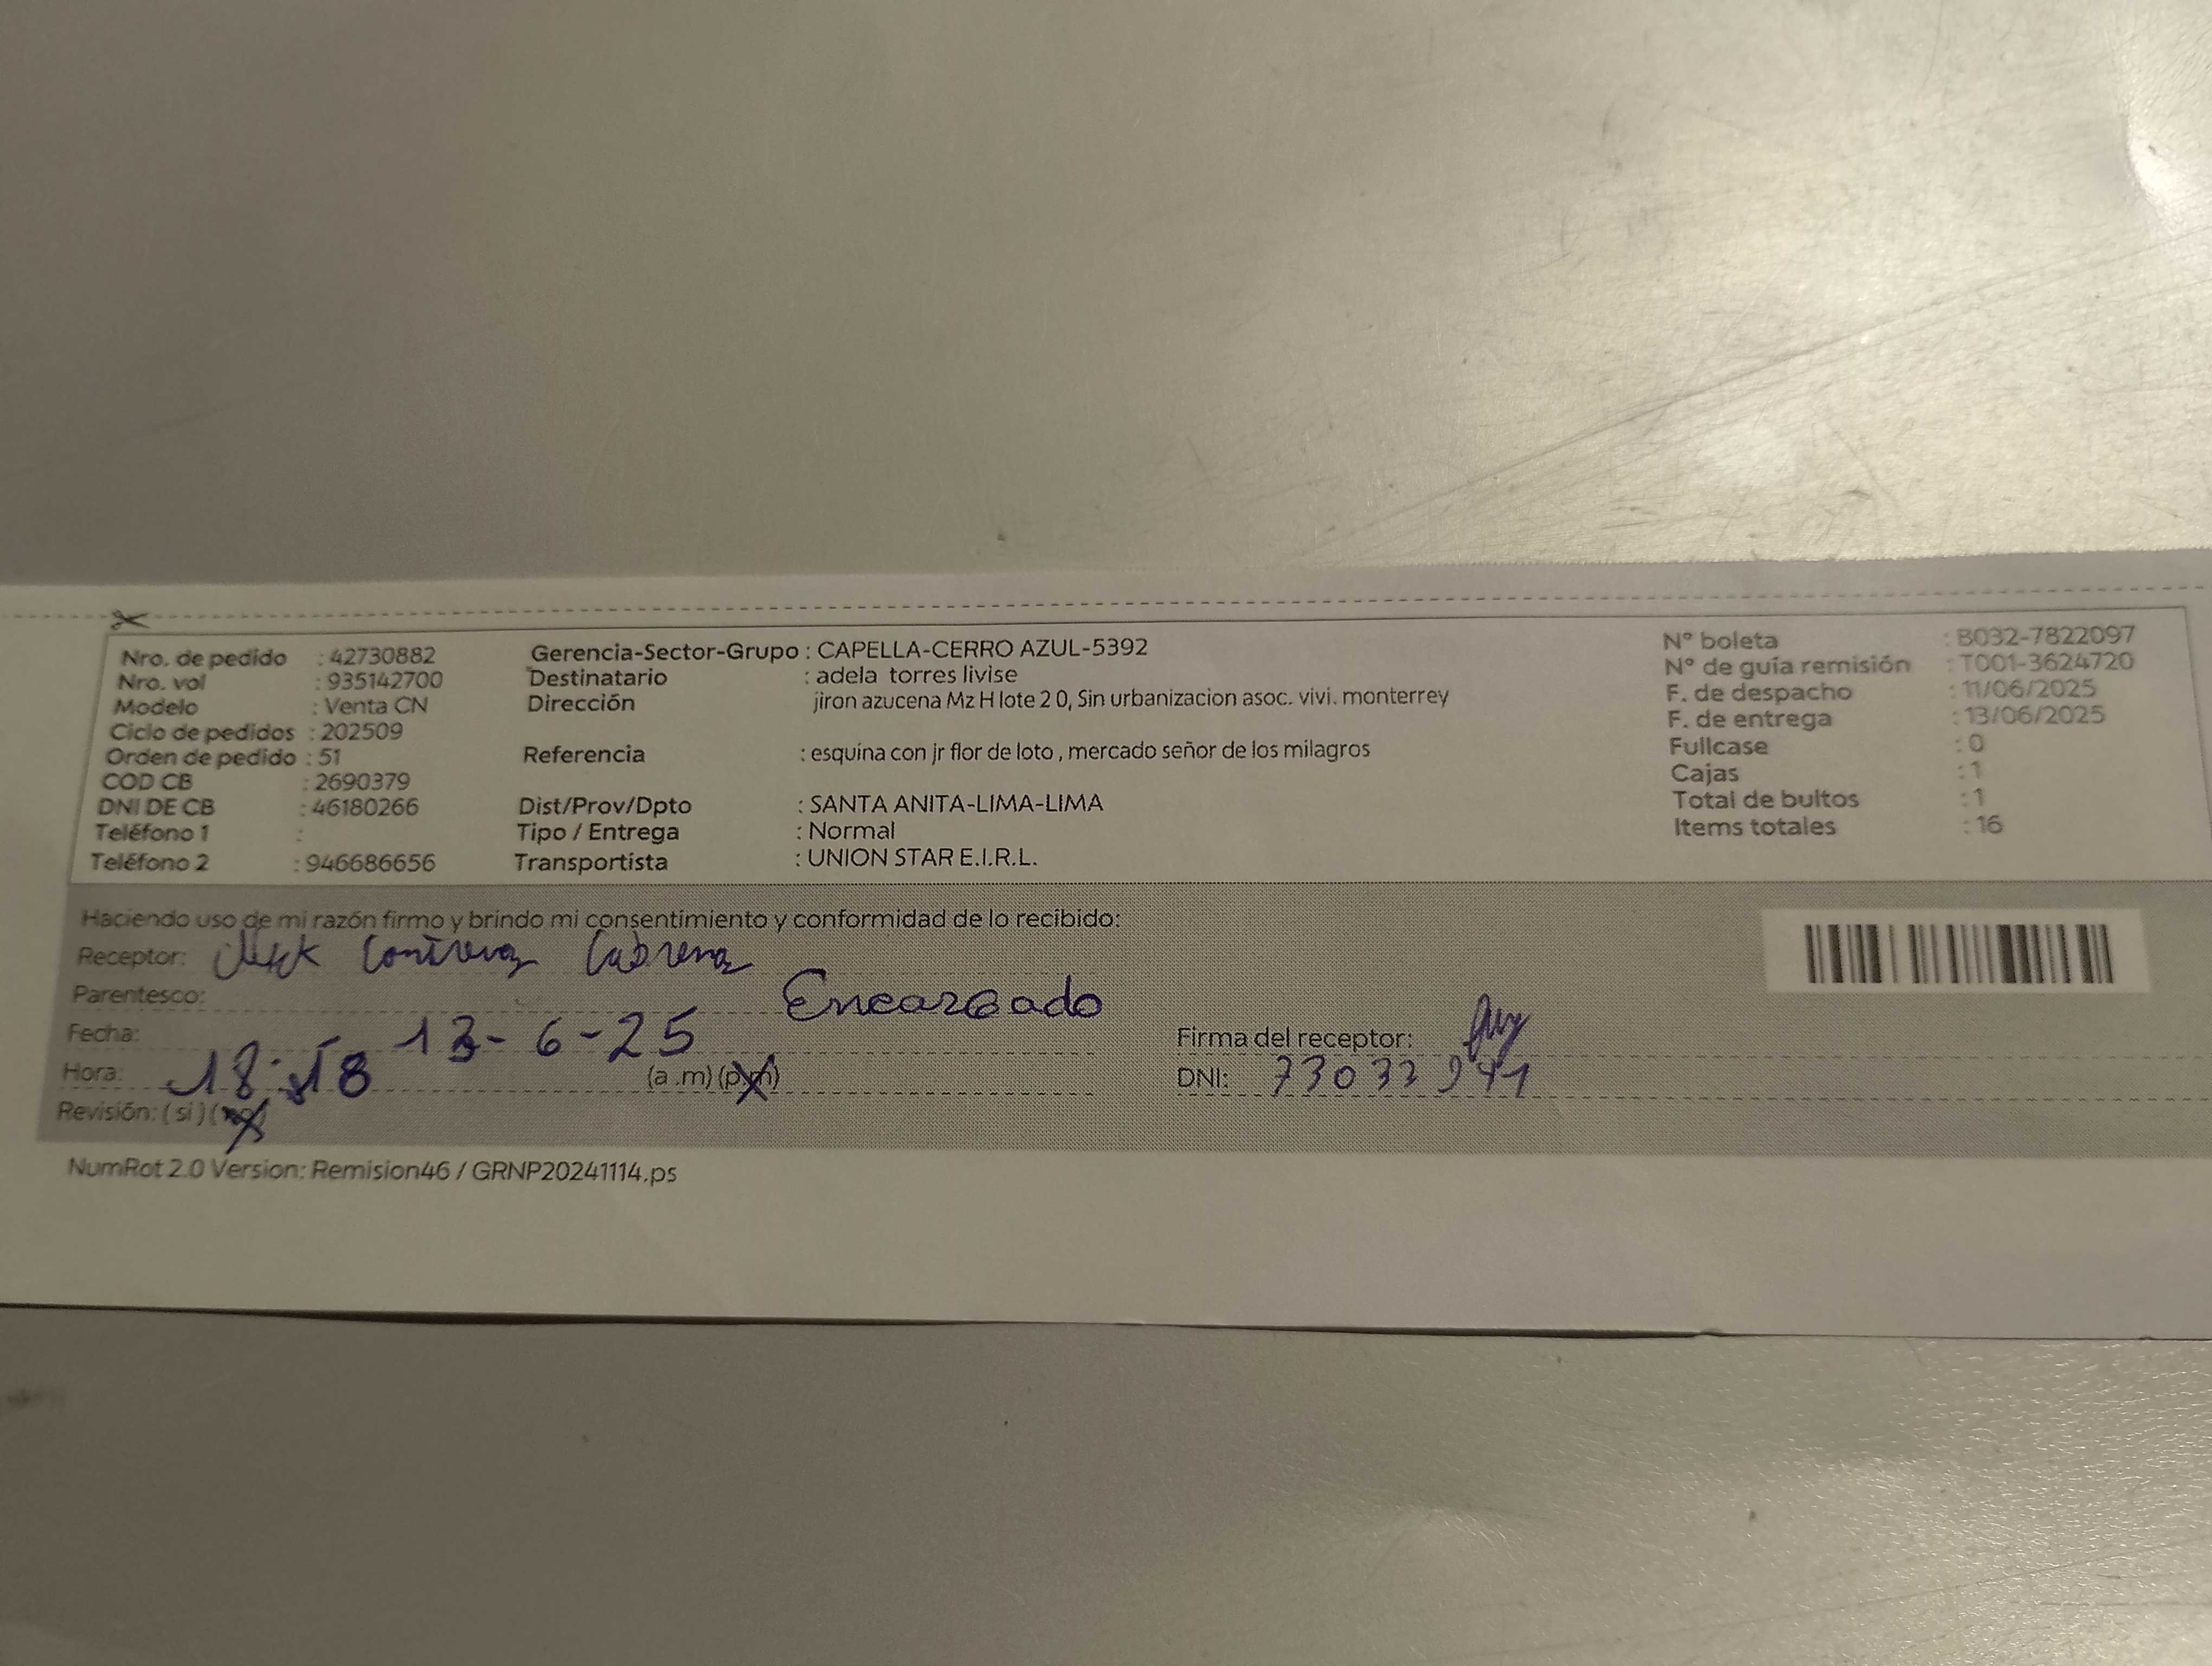 Nro. de pedido : 42730882
Nro. vol : 935142700
Modelo : Venta CN
Ciclo de pedidos : 202509
Orden de pedido : 51
COD CB : 2690379
DNI DE CB : 46180266
Teléfono 1 :
Teléfono 2 : 946686656
Gerencia-Sector-Grupo : CAPELLA-CERRO AZUL-5392
Destinatario : adela torres livise
Dirección jiron azucena Mz H lote 2 0, Sin urbanizacion asoc. vivi. monterrey
Referencia : esquina con jr flor de loto , mercado señor de los milagros
Dist/Prov/Dpto : SANTA ANITA-LIMA-LIMA
Tipo / Entrega : Normal
Transportista : UNION STAR E.I.R.L.
N° boleta : B032-7822097
N° de guía remisión : T001-3624720
F. de despacho : 11/06/2025
F. de entrega : 13/06/2025
Fullcase : 0
Cajas : 1
Total de bultos : 1
Items totales : 16
Haciendo uso de mi razón firmo y brindo mi consentimiento y conformidad de lo recibido:
Receptor: Cabrera
Parentesco: Encargado
Fecha: 13-6-25
Hora: 18:18 (a .m) (p.m)
Revisión: ( si ) (no)
Firma del receptor:
DNI:
NumRot 2.0 Version: Remision46 / GRNP20241114.ps